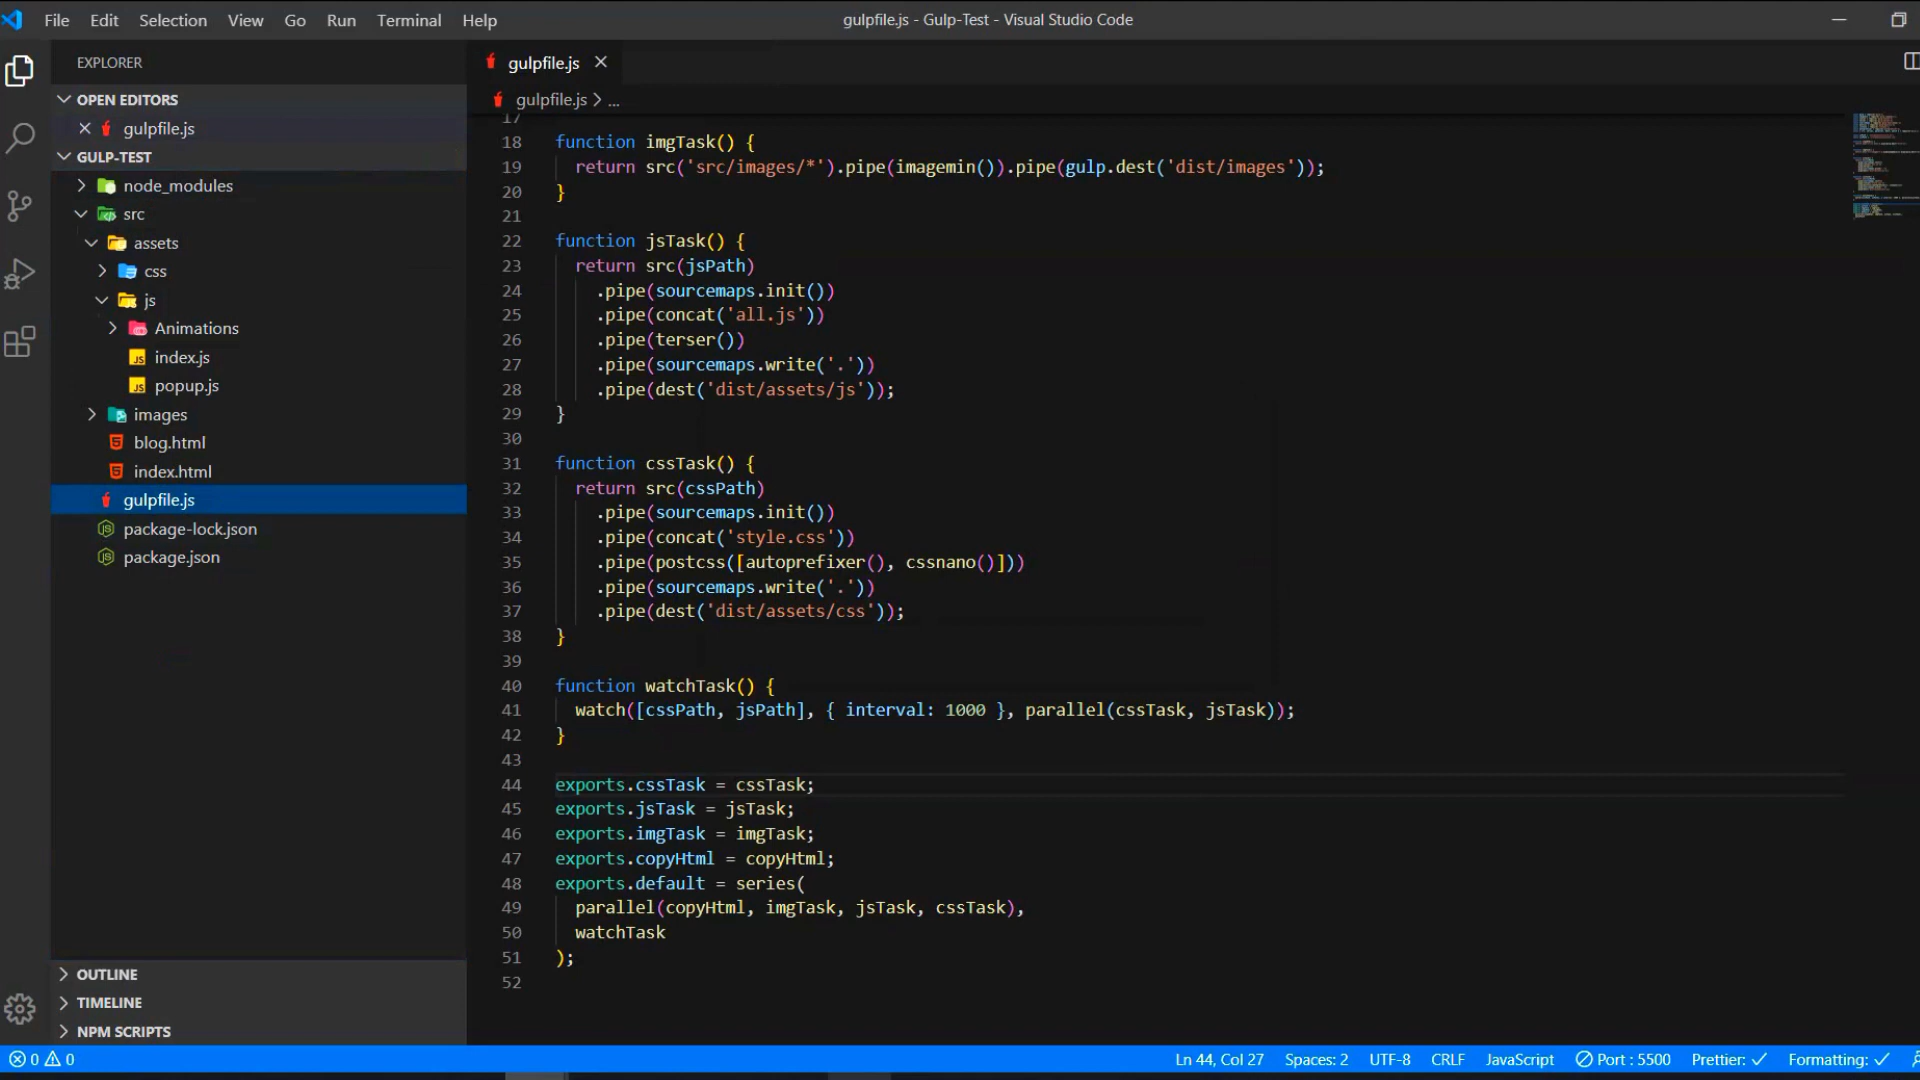 File Edit Selection View Go Run Terminal Help
gulpfile.js - Gulp-Test - Visual Studio Code
EXPLORER
OPEN EDITORS
gulpfile.js
GULP-TEST
node_modules
src
assets
css
js
Animations
index.js
popup.js
images
blog.html
index.html
gulpfile.js
package-lock.json
package.json
OUTLINE
TIMELINE
NPM SCRIPTS
gulpfile.js
gulpfile.js > ...
17
18 function imgTask() {
19 return src('src/images/*').pipe(imagemin()).pipe(gulp.dest('dist/images'));
20 }
21
22 function jsTask() {
23 return src(jsPath)
24 .pipe(sourcemaps.init())
25 .pipe(concat('all.js'))
26 .pipe(terser())
27 .pipe(sourcemaps.write('.'))
28 .pipe(dest('dist/assets/js'));
29 }
30
31 function cssTask() {
32 return src(cssPath)
33 .pipe(sourcemaps.init())
34 .pipe(concat('style.css'))
35 .pipe(postcss([autoprefixer(), cssnano()]))
36 .pipe(sourcemaps.write('.'))
37 .pipe(dest('dist/assets/css'));
38 }
39
40 function watchTask() {
41 watch([cssPath, jsPath], { interval: 1000 }, parallel(cssTask, jsTask));
42 }
43
44 exports.cssTask = cssTask;
45 exports.jsTask = jsTask;
46 exports.imgTask = imgTask;
47 exports.copyHtml = copyHtml;
48 exports.default = series(
49 parallel(copyHtml, imgTask, jsTask, cssTask),
50 watchTask
51 );
52
0 0 Ln 44, Col 27 Spaces: 2 UTF-8 CRLF JavaScript Port : 5500 Prettier: ✓ Formatting: ✓